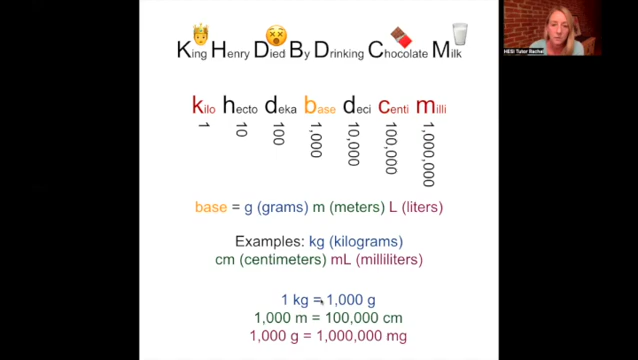 King Henry Died By Drinking Chocolate Milk
kilo hecto deka base deci centi milli
1 10 100 1,000 10,000 100,000 1,000,000
base = g (grams) m (meters) L (liters)
Examples: kg (kilograms)
cm (centimeters) mL (milliliters)
1 kg = 1,000 g
1,000 m = 100,000 cm
1,000 g = 1,000,000 mg
HESI Tutor Rachel